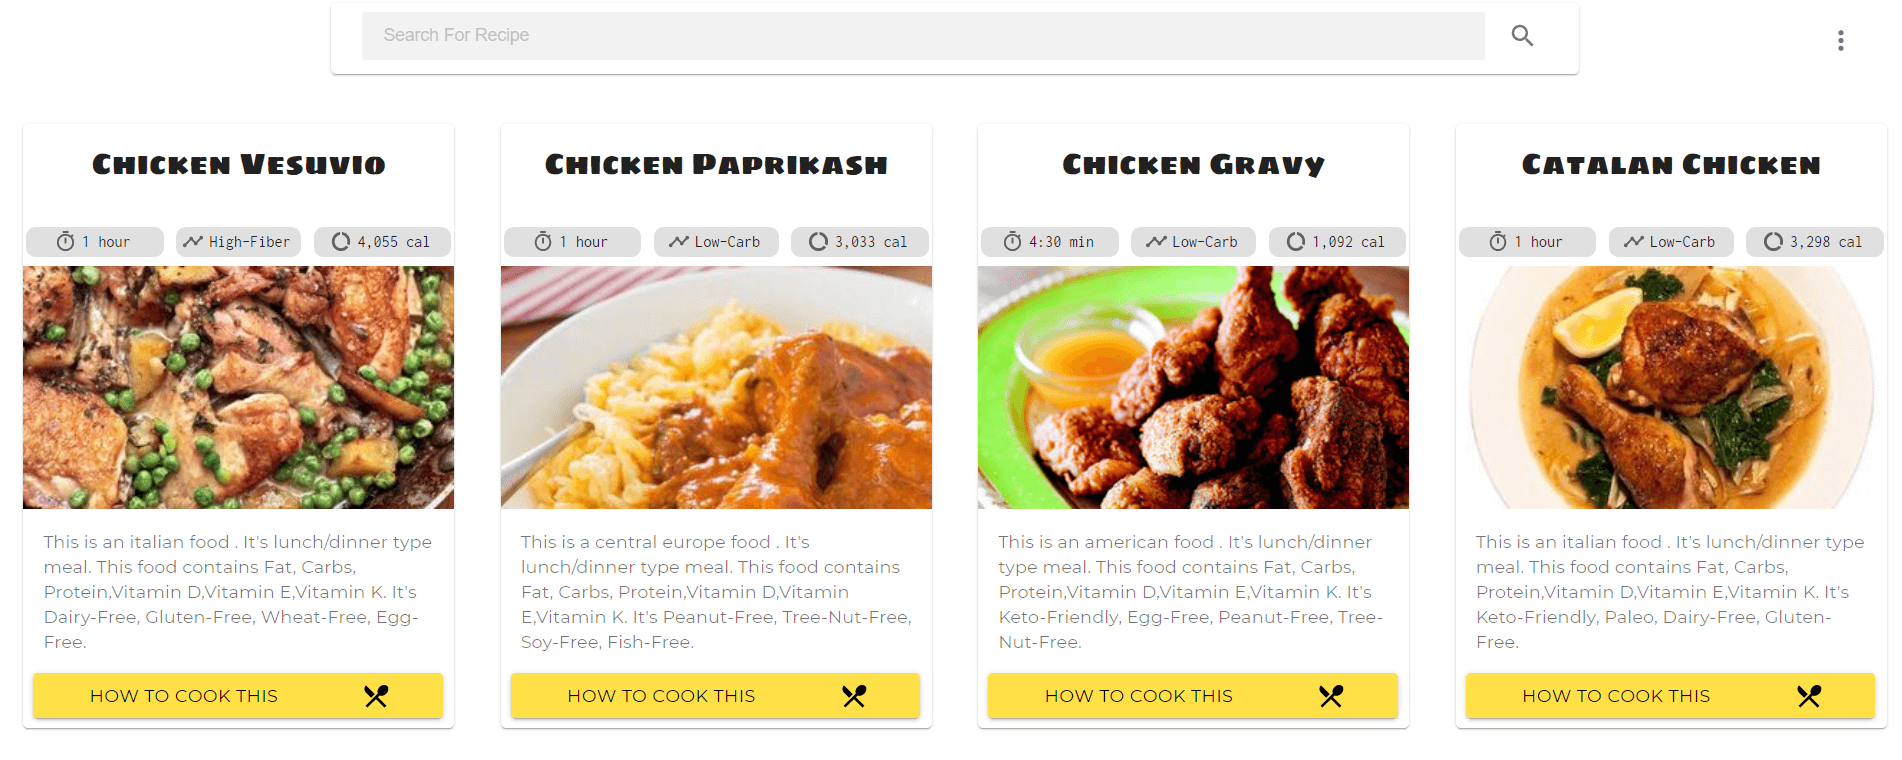 Search For Recipe
Chicken Vesuvio
1 hour High-Fiber 4,055 cal
This is an italian food . It's lunch/dinner type
meal. This food contains Fat, Carbs,
Protein,Vitamin D,Vitamin E,Vitamin K. It's
Dairy-Free, Gluten-Free, Wheat-Free, Egg-
Free.
HOW TO COOK THIS
Chicken Paprikash
1 hour Low-Carb 3,033 cal
This is a central europe food . It's
lunch/dinner type meal. This food contains
Fat, Carbs, Protein,Vitamin D,Vitamin
E,Vitamin K. It's Peanut-Free, Tree-Nut-Free,
Soy-Free, Fish-Free.
HOW TO COOK THIS
Chicken Gravy
4:30 min Low-Carb 1,092 cal
This is an american food . It's lunch/dinner
type meal. This food contains Fat, Carbs,
Protein,Vitamin D,Vitamin E,Vitamin K. It's
Keto-Friendly, Egg-Free, Peanut-Free, Tree-
Nut-Free.
HOW TO COOK THIS
Catalan Chicken
1 hour Low-Carb 3,298 cal
This is an italian food . It's lunch/dinner type
meal. This food contains Fat, Carbs,
Protein,Vitamin D,Vitamin E,Vitamin K. It's
Keto-Friendly, Paleo, Dairy-Free, Gluten-
Free.
HOW TO COOK THIS